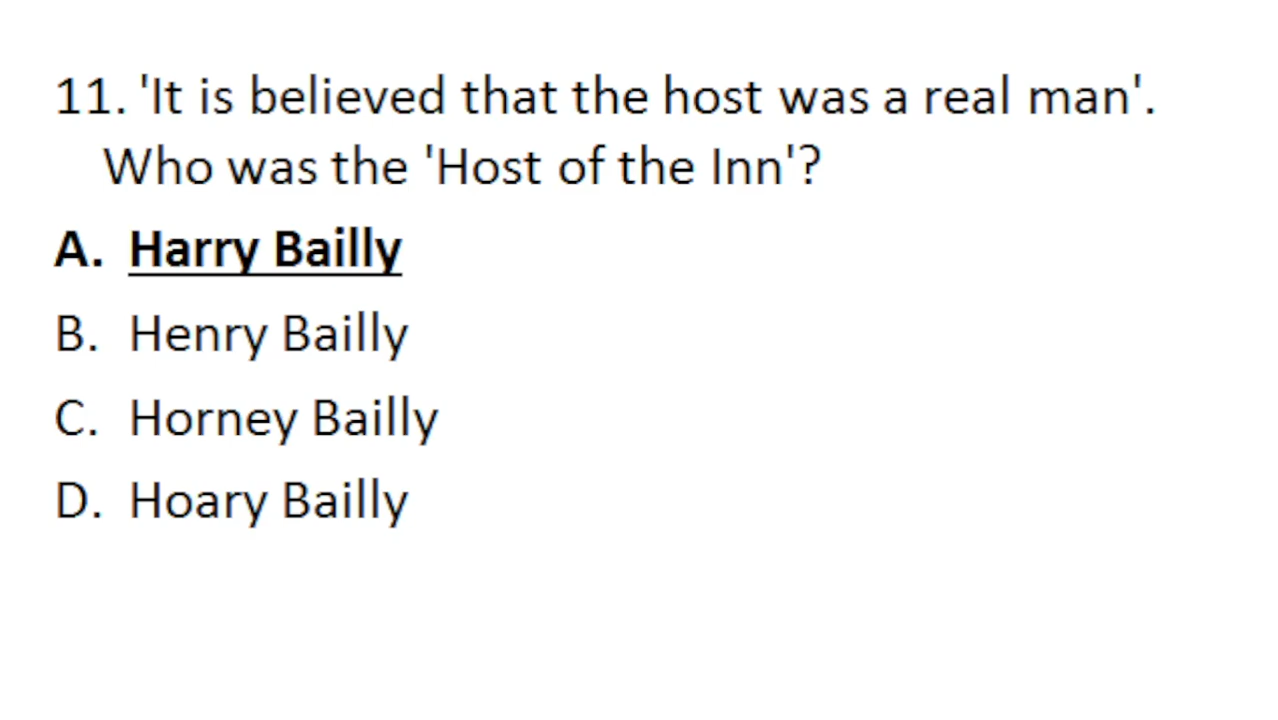 11. 'It is believed that the host was a real man'.
Who was the 'Host of the Inn'?
A. Harry Bailly
B. Henry Bailly
C. Horney Bailly
D. Hoary Bailly